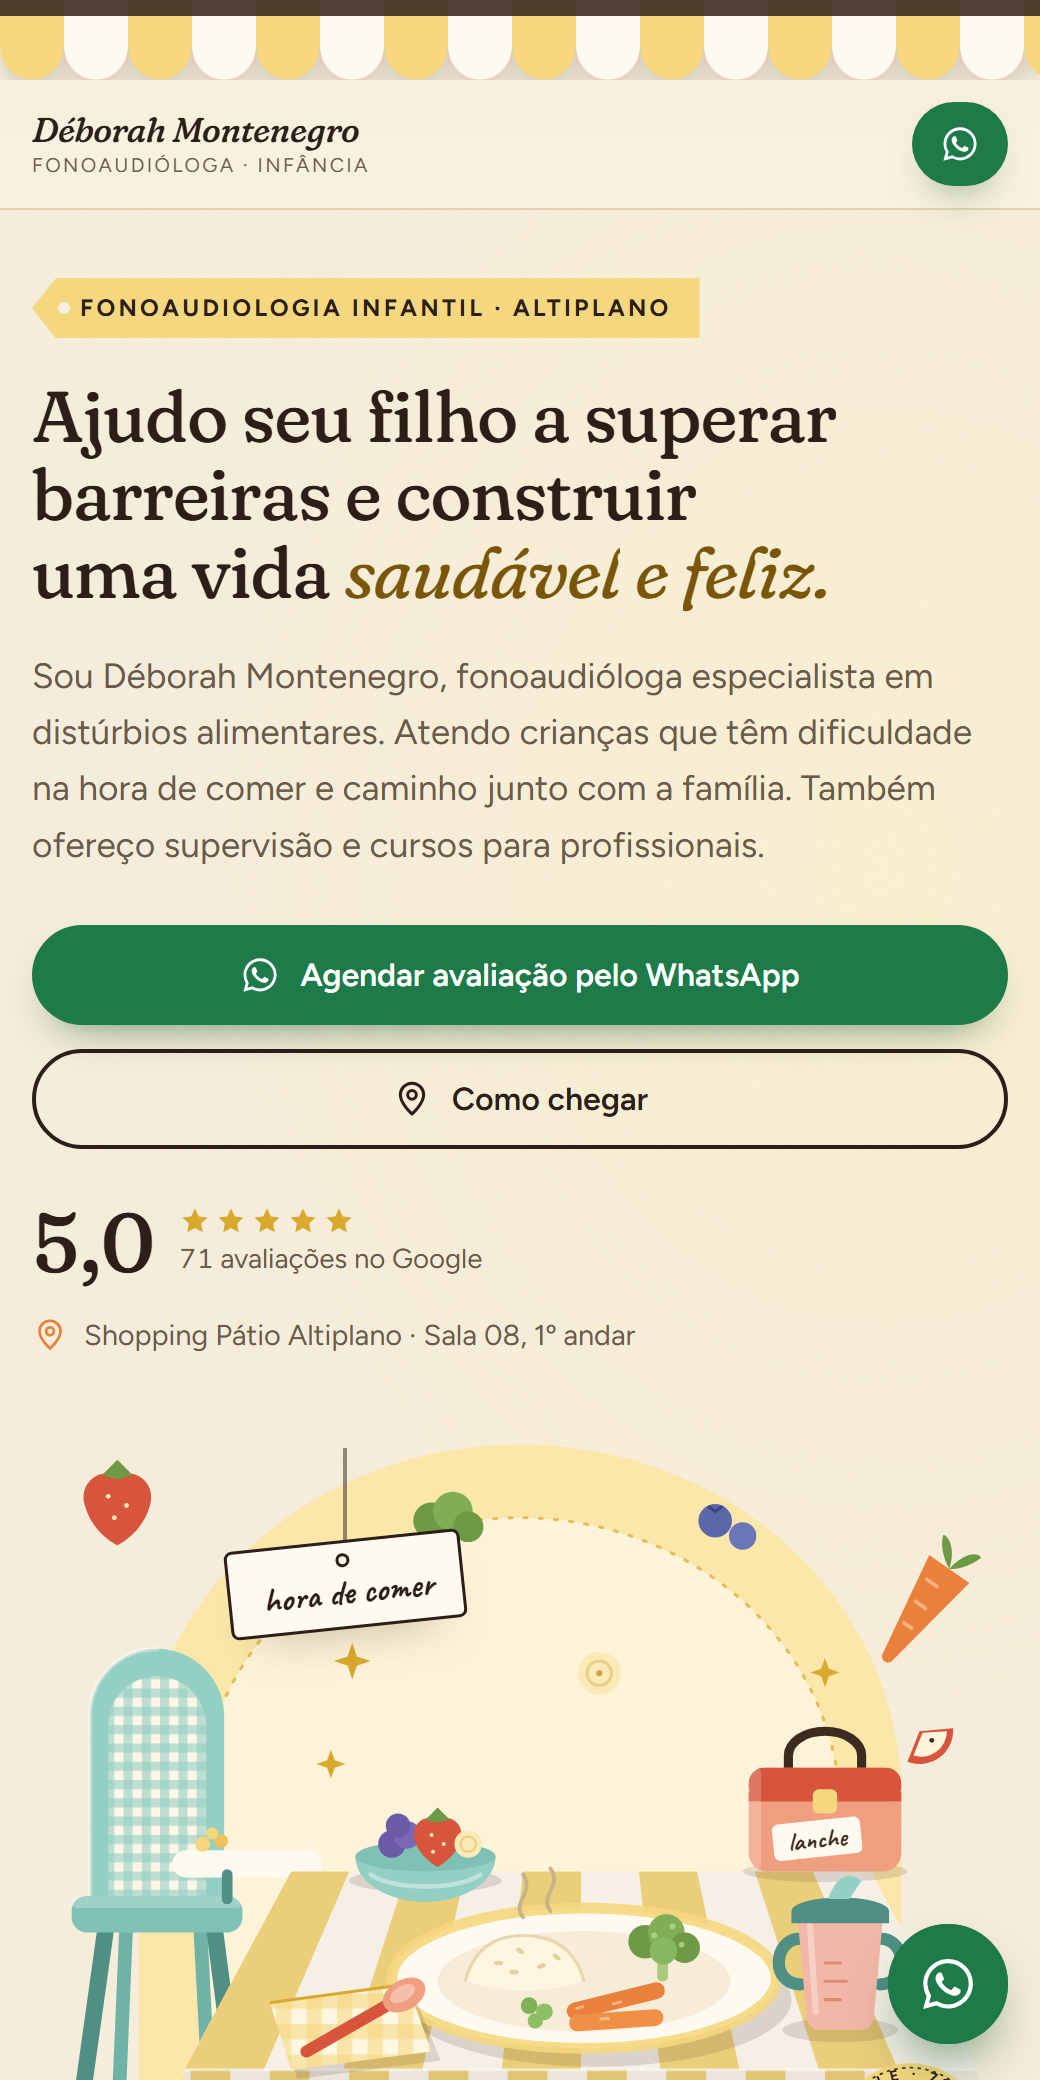 Déborah Montenegro
FONOAUDIÓLOGA · INFÂNCIA
FONOAUDIOLOGIA INFANTIL · ALTIPLANO
Ajudo seu filho a superar
barreiras e construir
uma vida saudável e feliz.
Sou Déborah Montenegro, fonoaudióloga especialista em
distúrbios alimentares. Atendo crianças que têm dificuldade
na hora de comer e caminho junto com a família. Também
ofereço supervisão e cursos para profissionais.
Agendar avaliação pelo WhatsApp
Como chegar
5,0
71 avaliações no Google
Shopping Pátio Altiplano · Sala 08, 1º andar
hora de comer
lanche